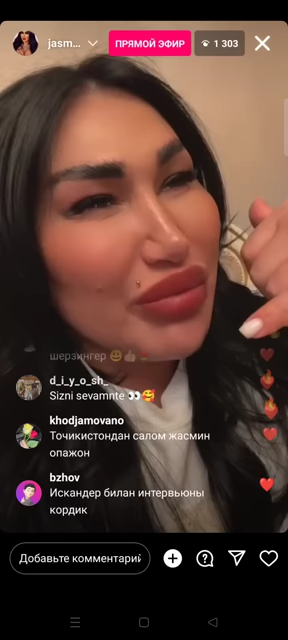 jasm...
ПРЯМОЙ ЭФИР
1 303
шерзингер 😃👍🏼
d_i_y_o_sh_
Sizni sevamnte 👀🥰
khodjamovano
Точикистондан салом жасмин
опажон
bzhov
Искандер билан интервьюны
кордик
Добавьте комментарий